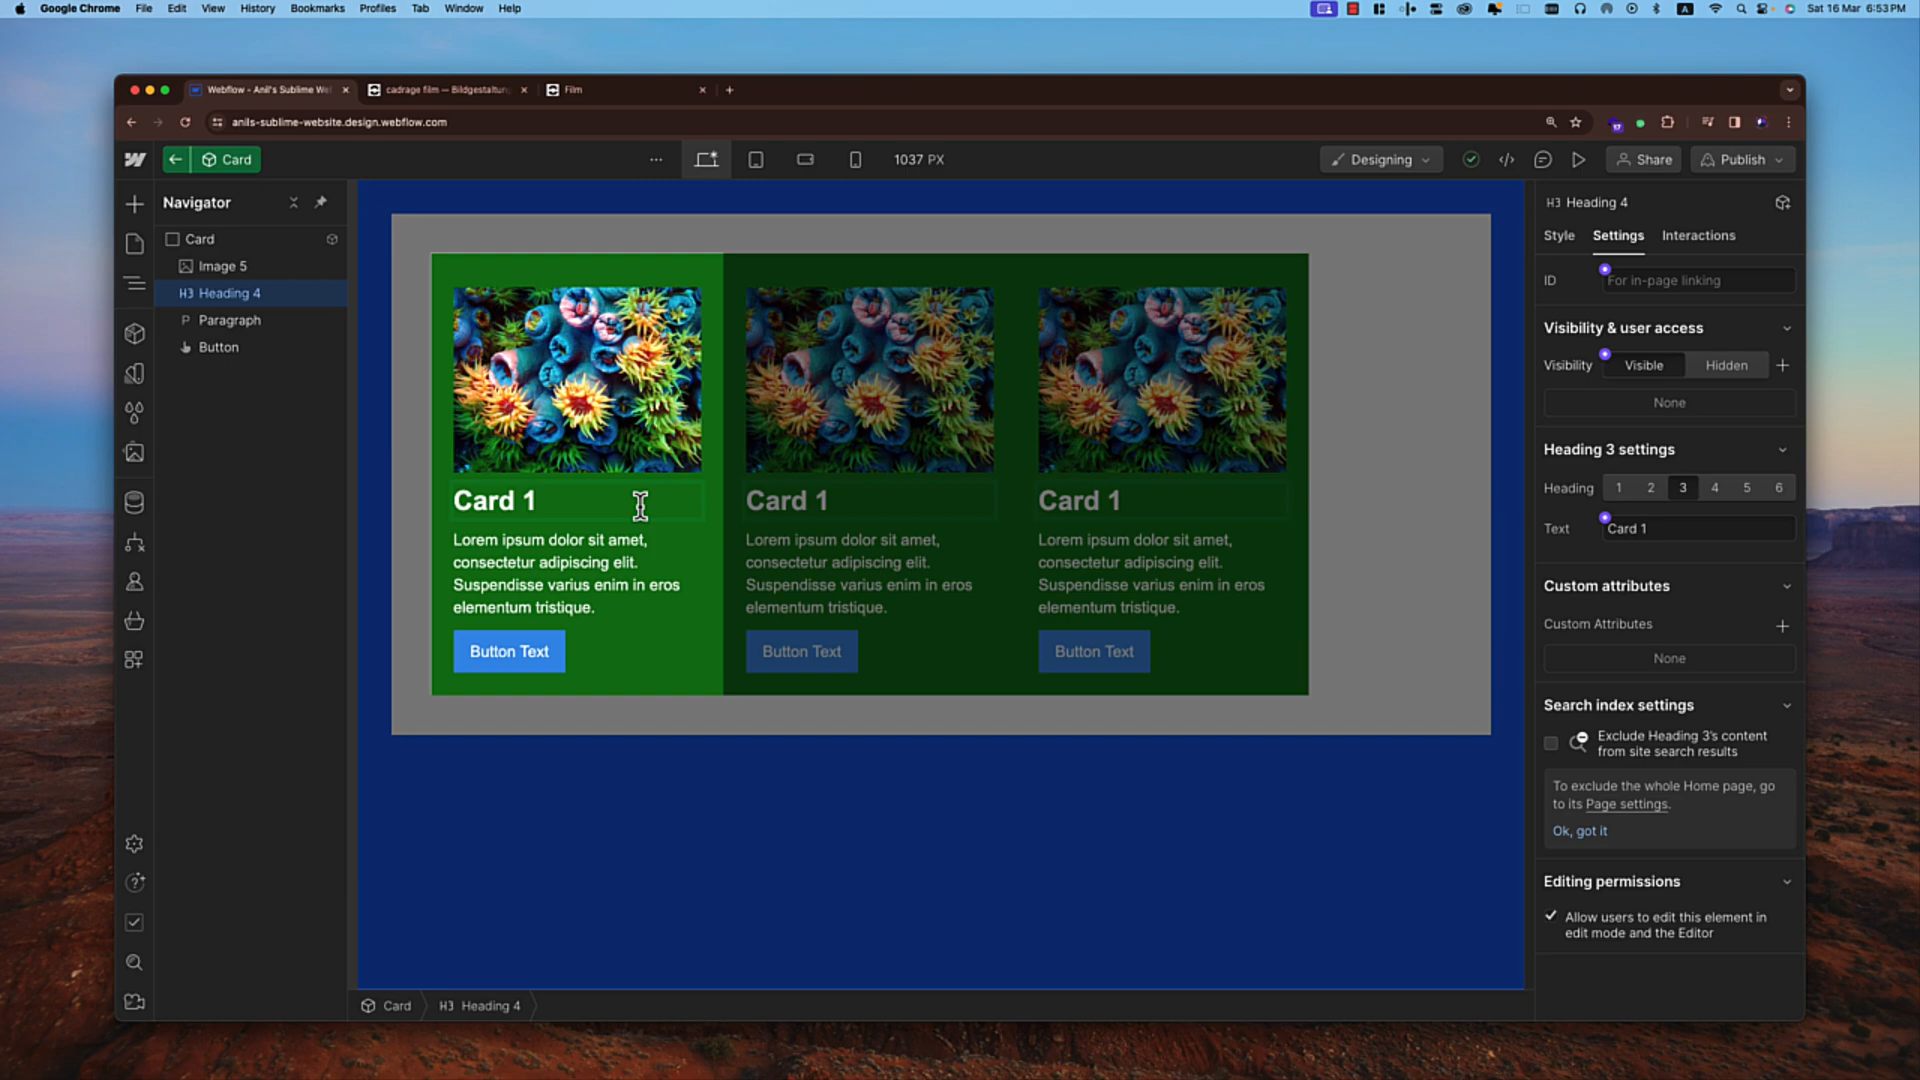 Google Chrome File Edit View History Bookmarks Profiles Tab Window Help
A
Sat 16 Mar 6:53 PM
Webflow - Anil's Sublime We
cadrage film — Bildgestaltung
Film
anils-sublime-website.design.webflow.com
Card
1037 PX
Designing
Share
Publish
Navigator
Card
Image 5
H3 Heading 4
P Paragraph
Button
Card 1
Lorem ipsum dolor sit amet,
consectetur adipiscing elit.
Suspendisse varius enim in eros
elementum tristique.
Button Text
Card 1
Lorem ipsum dolor sit amet,
consectetur adipiscing elit.
Suspendisse varius enim in eros
elementum tristique.
Button Text
Card 1
Lorem ipsum dolor sit amet,
consectetur adipiscing elit.
Suspendisse varius enim in eros
elementum tristique.
Button Text
H3 Heading 4
Style Settings Interactions
ID For in-page linking
Visibility & user access
Visibility Visible Hidden
None
Heading 3 settings
Heading 1 2 3 4 5 6
Text Card 1
Custom attributes
Custom Attributes
None
Search index settings
Exclude Heading 3's content
from site search results
To exclude the whole Home page, go
to its Page settings.
Ok, got it
Editing permissions
Allow users to edit this element in
edit mode and the Editor
Card H3 Heading 4